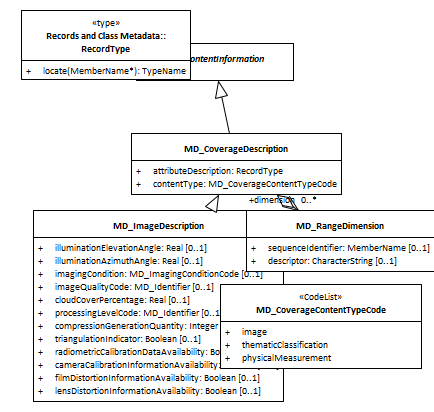 «type»
Records and Class Metadata::
RecordType
+ locate(MemberName*): TypeName
ontentInformation
MD_CoverageDescription
+ attributeDescription: RecordType
+ contentType: MD_CoverageContentTypeCode
+dimension 0..*
MD_ImageDescription
+ illuminationElevationAngle: Real [0..1]
+ illuminationAzimuthAngle: Real [0..1]
+ imagingCondition: MD_ImagingConditionCode [0..1]
+ imageQualityCode: MD_Identifier [0..1]
+ cloudCoverPercentage: Real [0..1]
+ processingLevelCode: MD_Identifier [0..1]
+ compressionGenerationQuantity: Integer
+ triangulationIndicator: Boolean [0..1]
+ radiometricCalibrationDataAvailability: Bo
+ cameraCalibrationInformationAvailability:
+ filmDistortionInformationAvailability: Boolean [0..1]
+ lensDistortionInformationAvailability: Boolean [0..1]
MD_RangeDimension
+ sequenceIdentifier: MemberName [0..1]
+ descriptor: CharacterString [0..1]
«CodeList»
MD_CoverageContentTypeCode
+ image
+ thematicClassification
+ physicalMeasurement